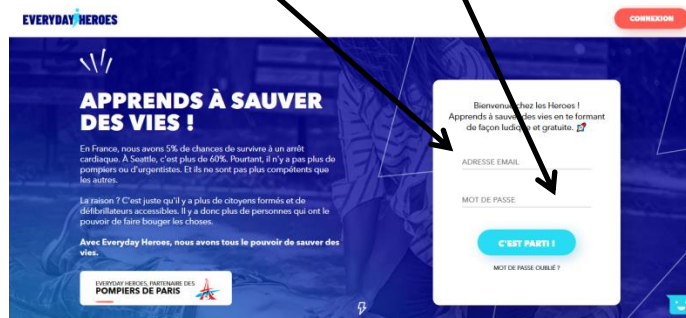 EVERYDAY HEROES
CONNEXION
APPRENDS À SAUVER
DES VIES !
En France, nous avons 5% de chances de survivre à un arrêt
cardiaque. À Seattle, c'est plus de 60%. Pourtant, il n'y a pas plus de
pompiers ou d'urgentistes. Et ils ne sont pas plus compétents que
les autres.
La raison ? C'est juste qu'il y a plus de citoyens formés et de
défibrillateurs accessibles. Il y a donc plus de personnes qui ont le
pouvoir de faire bouger les choses.
Avec Everyday Heroes, nous avons tous le pouvoir de sauver des
vies.
EVERYDAY HEROES, PARTENAIRE DES
POMPIERS DE PARIS
Bienvenue chez les Heroes !
Apprends à sauver des vies en te formant
de façon ludique et gratuite.
ADRESSE EMAIL
MOT DE PASSE
C'EST PARTI !
MOT DE PASSE OUBLIÉ ?